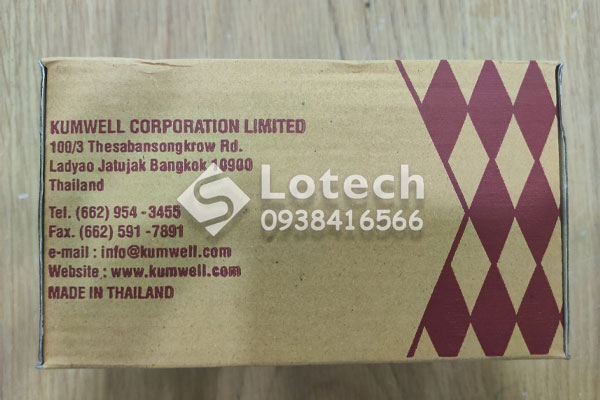 KUMWELL CORPORATION LIMITED
100/3 Thesabansongkrow Rd.
Ladyao Jatujak Bangkok 10900
Thailand
Tel. (662) 954 -3455
Fax. (662) 591 -7891
e-mail : info@kumwell.com
Website : www.kumwell.com
MADE IN THAILAND
Lotech
0938416566